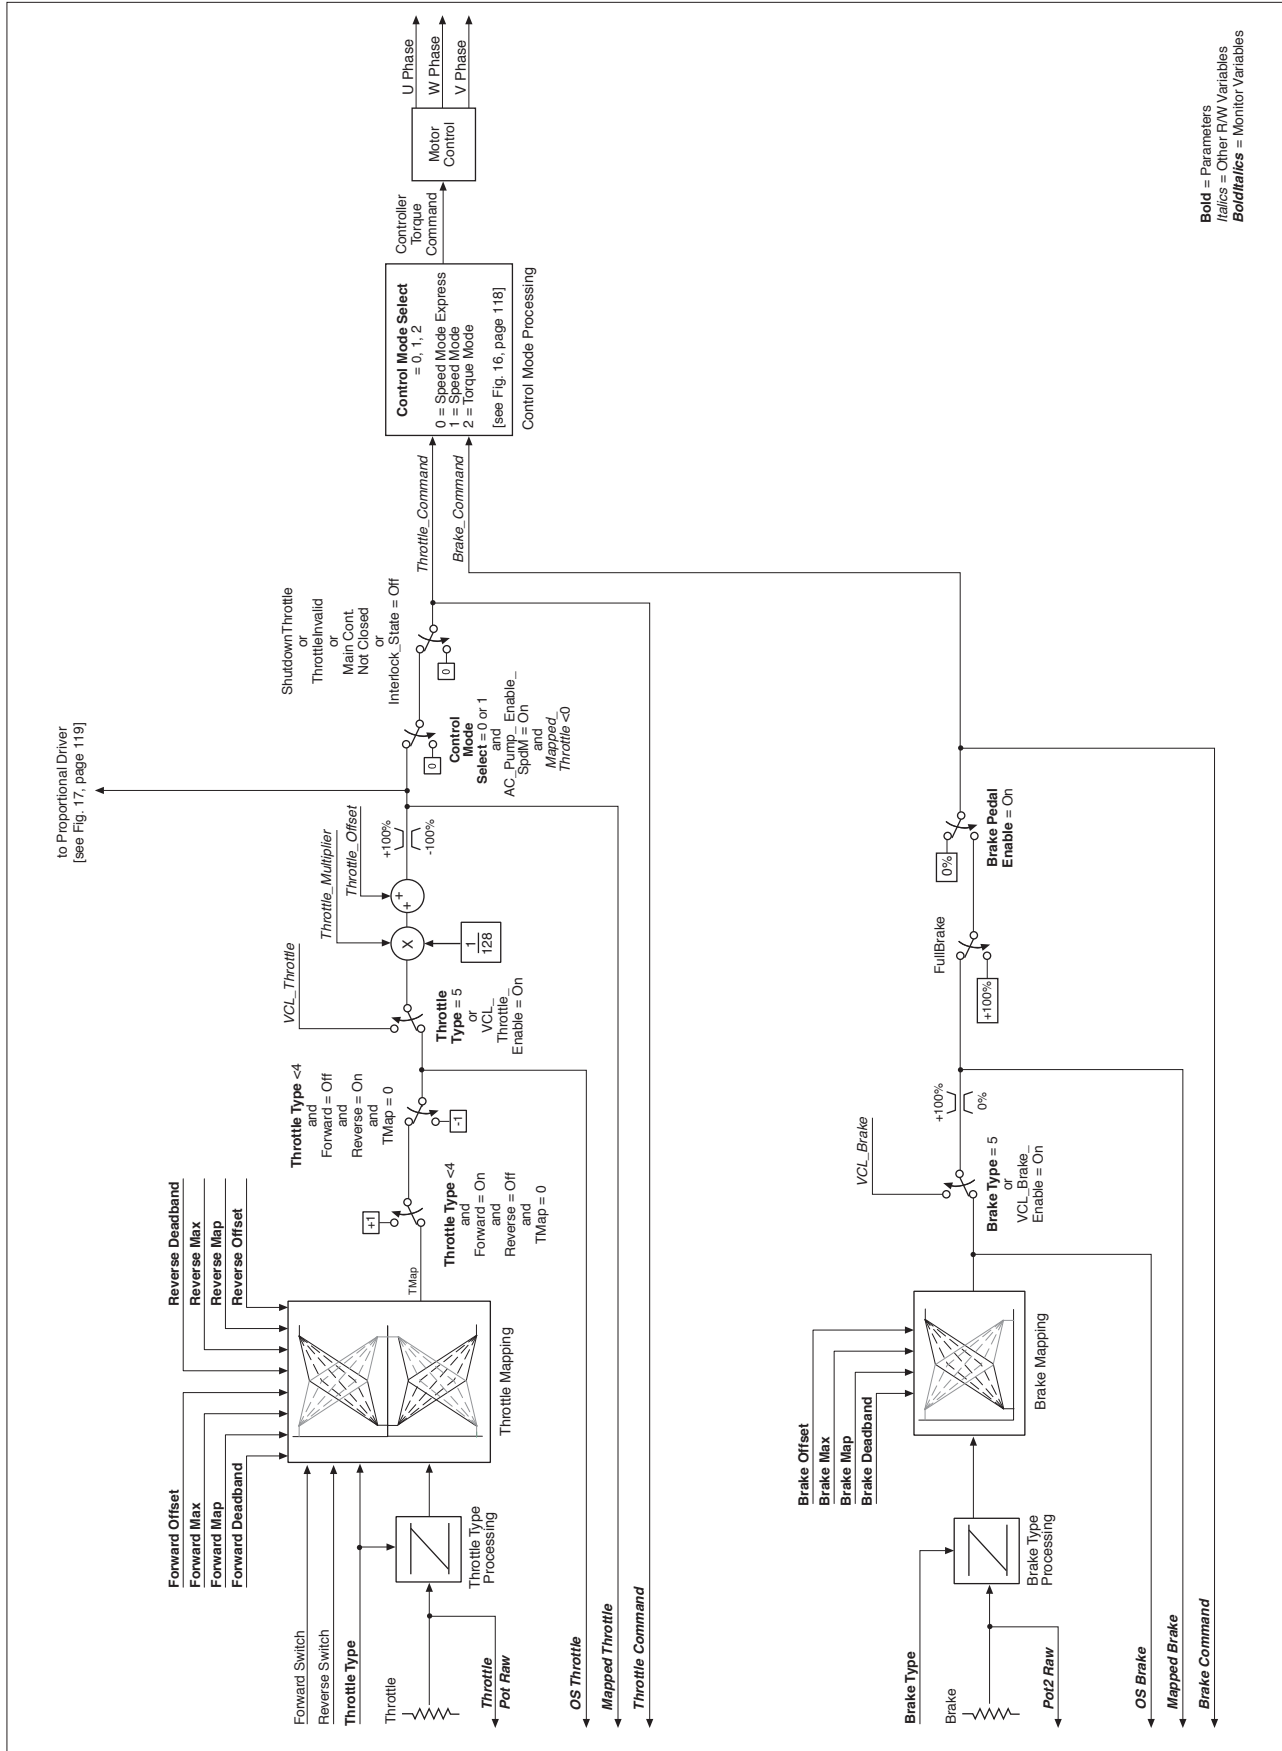 to Proportional Driver
[see Fig. 17, page 119]
Forward Offset
Forward Max
Forward Map
Forward Deadband
Reverse Deadband
Reverse Max
Reverse Map
Reverse Offset
Forward Switch
Reverse Switch
Throttle Type
Throttle
Throttle
Pot Raw
Throttle Type
Processing
Throttle Mapping
TMap
+1
Throttle Type <4
and
Forward = On
and
Reverse = Off
and
TMap = 0
Throttle Type <4
and
Forward = Off
and
Reverse = On
and
TMap = 0
-1
VCL_Throttle
Throttle
Type = 5
or
VCL_
Throttle_
Enable = On
Throttle_Multiplier
Throttle_Offset
X
1
128
+
+
+100%
-100%
0
Control
Mode
Select = 0 or 1
and
AC_Pump_Enable_
SpdM = On
and
Mapped_
Throttle <0
ShutdownThrottle
or
ThrottleInvalid
or
Main Cont.
Not Closed
or
Interlock_State = Off
0
Throttle_Command
Brake_Command
Control Mode Select
= 0, 1, 2
0 = Speed Mode Express
1 = Speed Mode
2 = Torque Mode
[see Fig. 16, page 118]
Control Mode Processing
Controller
Torque
Command
Motor
Control
U Phase
W Phase
V Phase
OS Throttle
Mapped Throttle
Throttle Command
Brake Type
Brake
Pot2 Raw
Brake Type
Processing
Brake Offset
Brake Max
Brake Map
Brake Deadband
Brake Mapping
VCL_Brake
Brake Type = 5
or
VCL_Brake_
Enable = On
+100%
0%
FullBrake
+100%
0%
Brake Pedal
Enable = On
OS Brake
Mapped Brake
Brake Command
Bold = Parameters
Italics = Other R/W Variables
BoldItalics = Monitor Variables